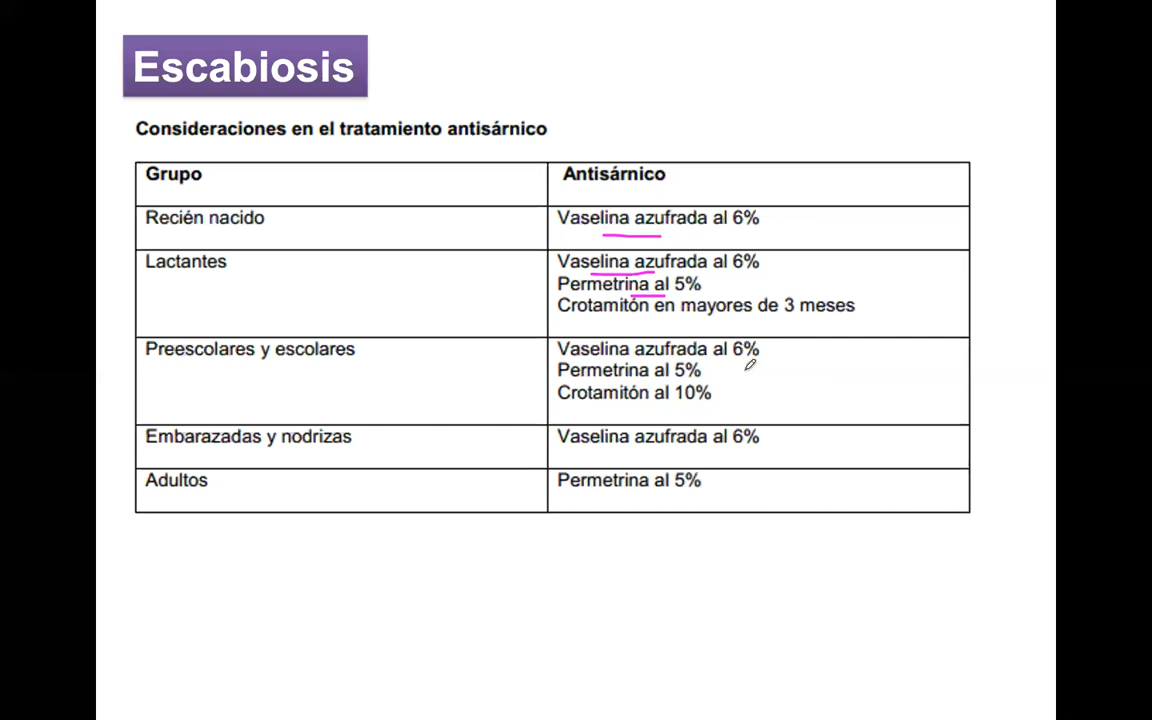 Escabiosis
Consideraciones en el tratamiento antisárnico
Grupo
Antisárnico
Recién nacido
Vaselina azufrada al 6%
Lactantes
Vaselina azufrada al 6%
Permetrina al 5%
Crotamitón en mayores de 3 meses
Preescolares y escolares
Vaselina azufrada al 6%
Permetrina al 5%
Crotamitón al 10%
Embarazadas y nodrizas
Vaselina azufrada al 6%
Adultos
Permetrina al 5%